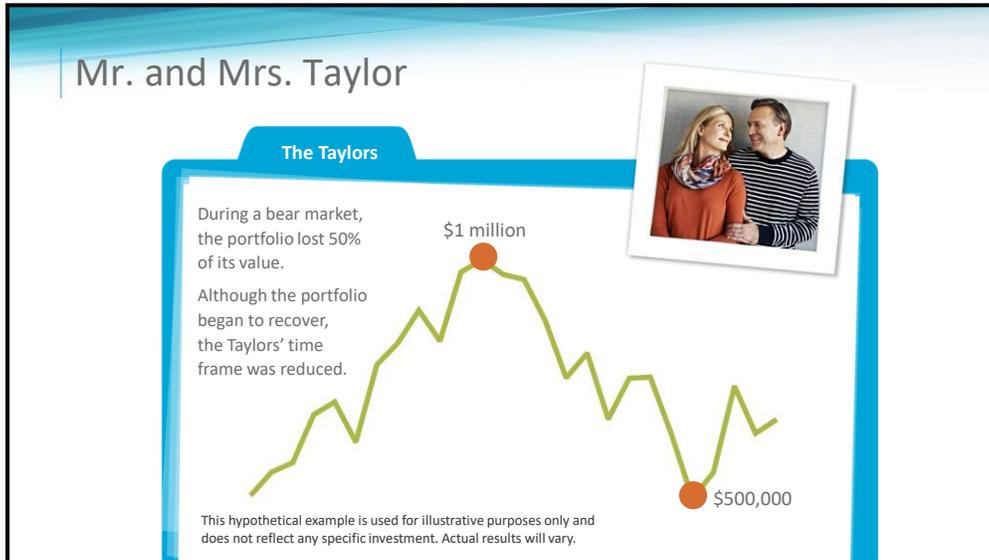 Mr. and Mrs. Taylor
The Taylors
During a bear market,
the portfolio lost 50%
of its value.
Although the portfolio
began to recover,
the Taylors' time
frame was reduced.
$1 million
$500,000
This hypothetical example is used for illustrative purposes only and
does not reflect any specific investment. Actual results will vary.